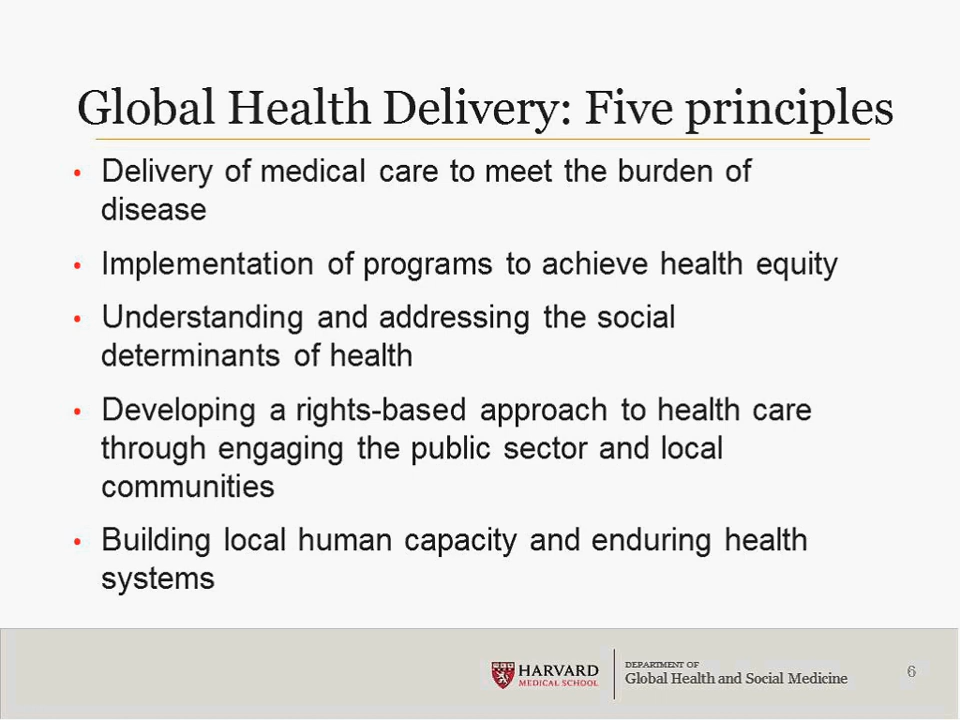 Global Health Delivery: Five principles
• Delivery of medical care to meet the burden of
disease
• Implementation of programs to achieve health equity
• Understanding and addressing the social
determinants of health
• Developing a rights-based approach to health care
through engaging the public sector and local
communities
• Building local human capacity and enduring health
systems
HARVARD
MEDICAL SCHOOL
DEPARTMENT OF
Global Health and Social Medicine
6